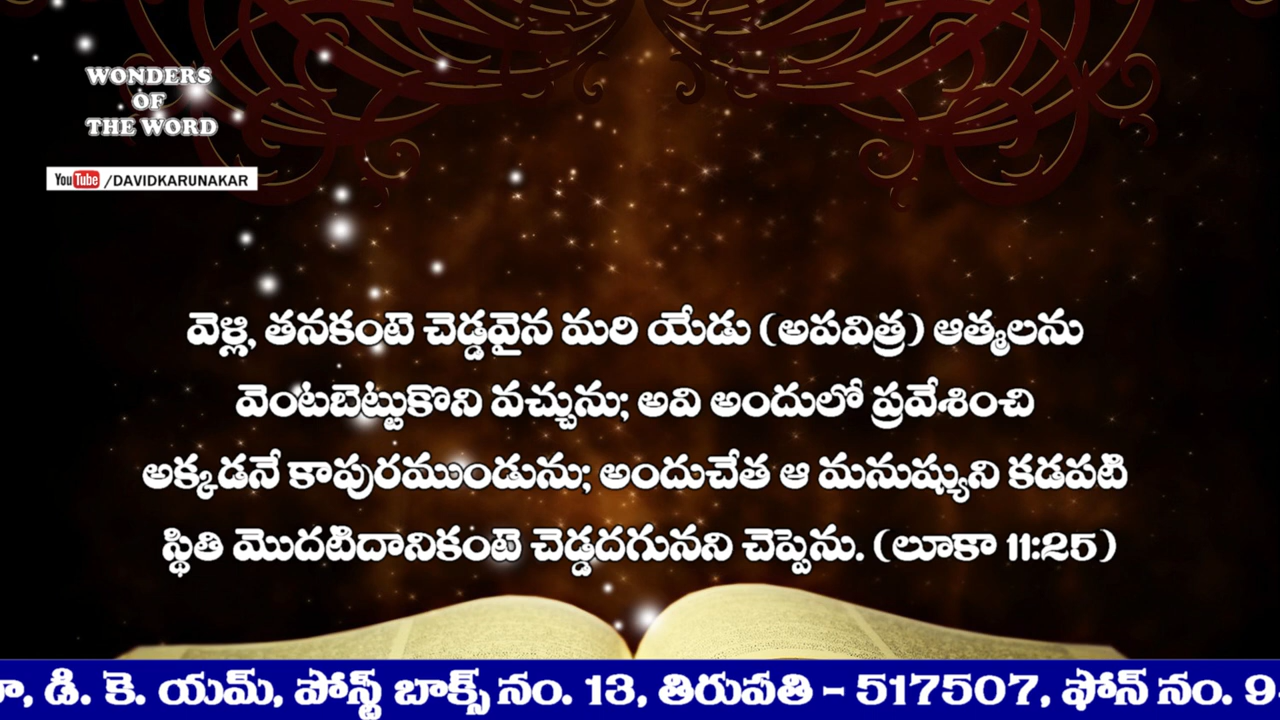 WONDERS
OF
THE WORD
YouTube /DAVIDKARUNAKAR
వెళ్లి, తనకంటె చెడ్డవైన మరి యేడు (అపవిత్ర) ఆత్మలను
వెంటబెట్టుకొని వచ్చును; అవి అందులో ప్రవేశించి
అక్కడనే కాపురముండును; అందుచేత ఆ మనుష్యుని కడపటి
స్థితి మొదటిదానికంటె చెడ్డదగునని చెప్పెను. (లూకా 11:25)
, డి. కె. యమ్, పోస్ట్ బాక్స్ నం. 13, తిరుపతి - 517507, ఫోన్ నం. 9